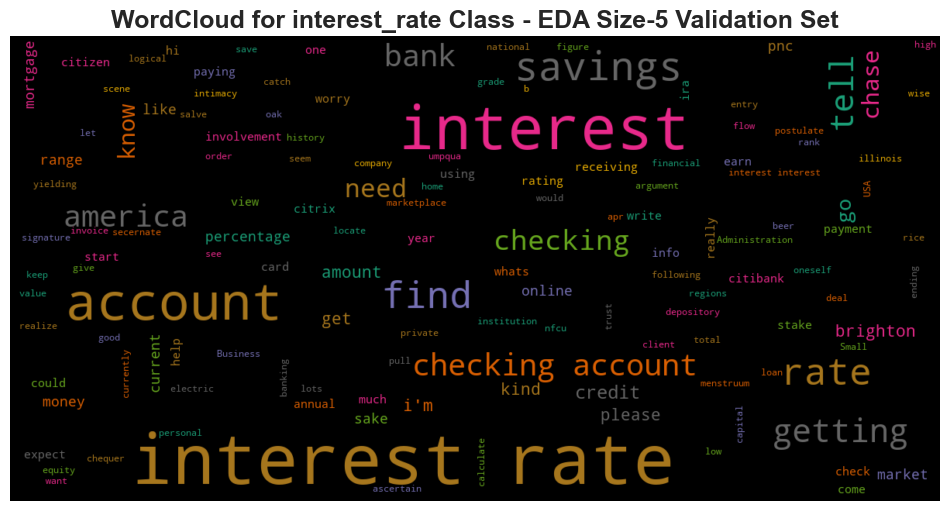 WordCloud for interest_rate Class - EDA Size-5 Validation Set
mortgage
citizen
logical
hi
save
one
bank
national
figure
savings
pnc
tell
chase
high
scene
paying
intimacy
catch
salve
oak
worry
grade
b
ira
entry
wise
know
like
let
involvement
history
interest
flow
postulate
rank
range
order
seem
company
umpqua
using
receiving
financial
earn
illinois
interest interest
yielding
need
home
marketplace
rating
would
argument
USA
america
view
citrix
apr
write
go
payment
beer
signature
invoice
secernate
percentage
locate
year
checking
really
Administration
rice
start
see
keep
give
card
amount
whats
info
following
citibank
oneself
ending
value
account
find
online
regions
deal
depository
realize
get
institution
nfcu
trust
stake
brighton
good
current
help
Business
private
client
total
Small
currently
could
electric
banking
lots
pull
checking account
menstruum
loan
rate
money
annual
much
i'm
kind
credit
sake
please
personal
capital
getting
expect
chequer
equity
want
interest rate
ascertain
calculate
low
check
market
come